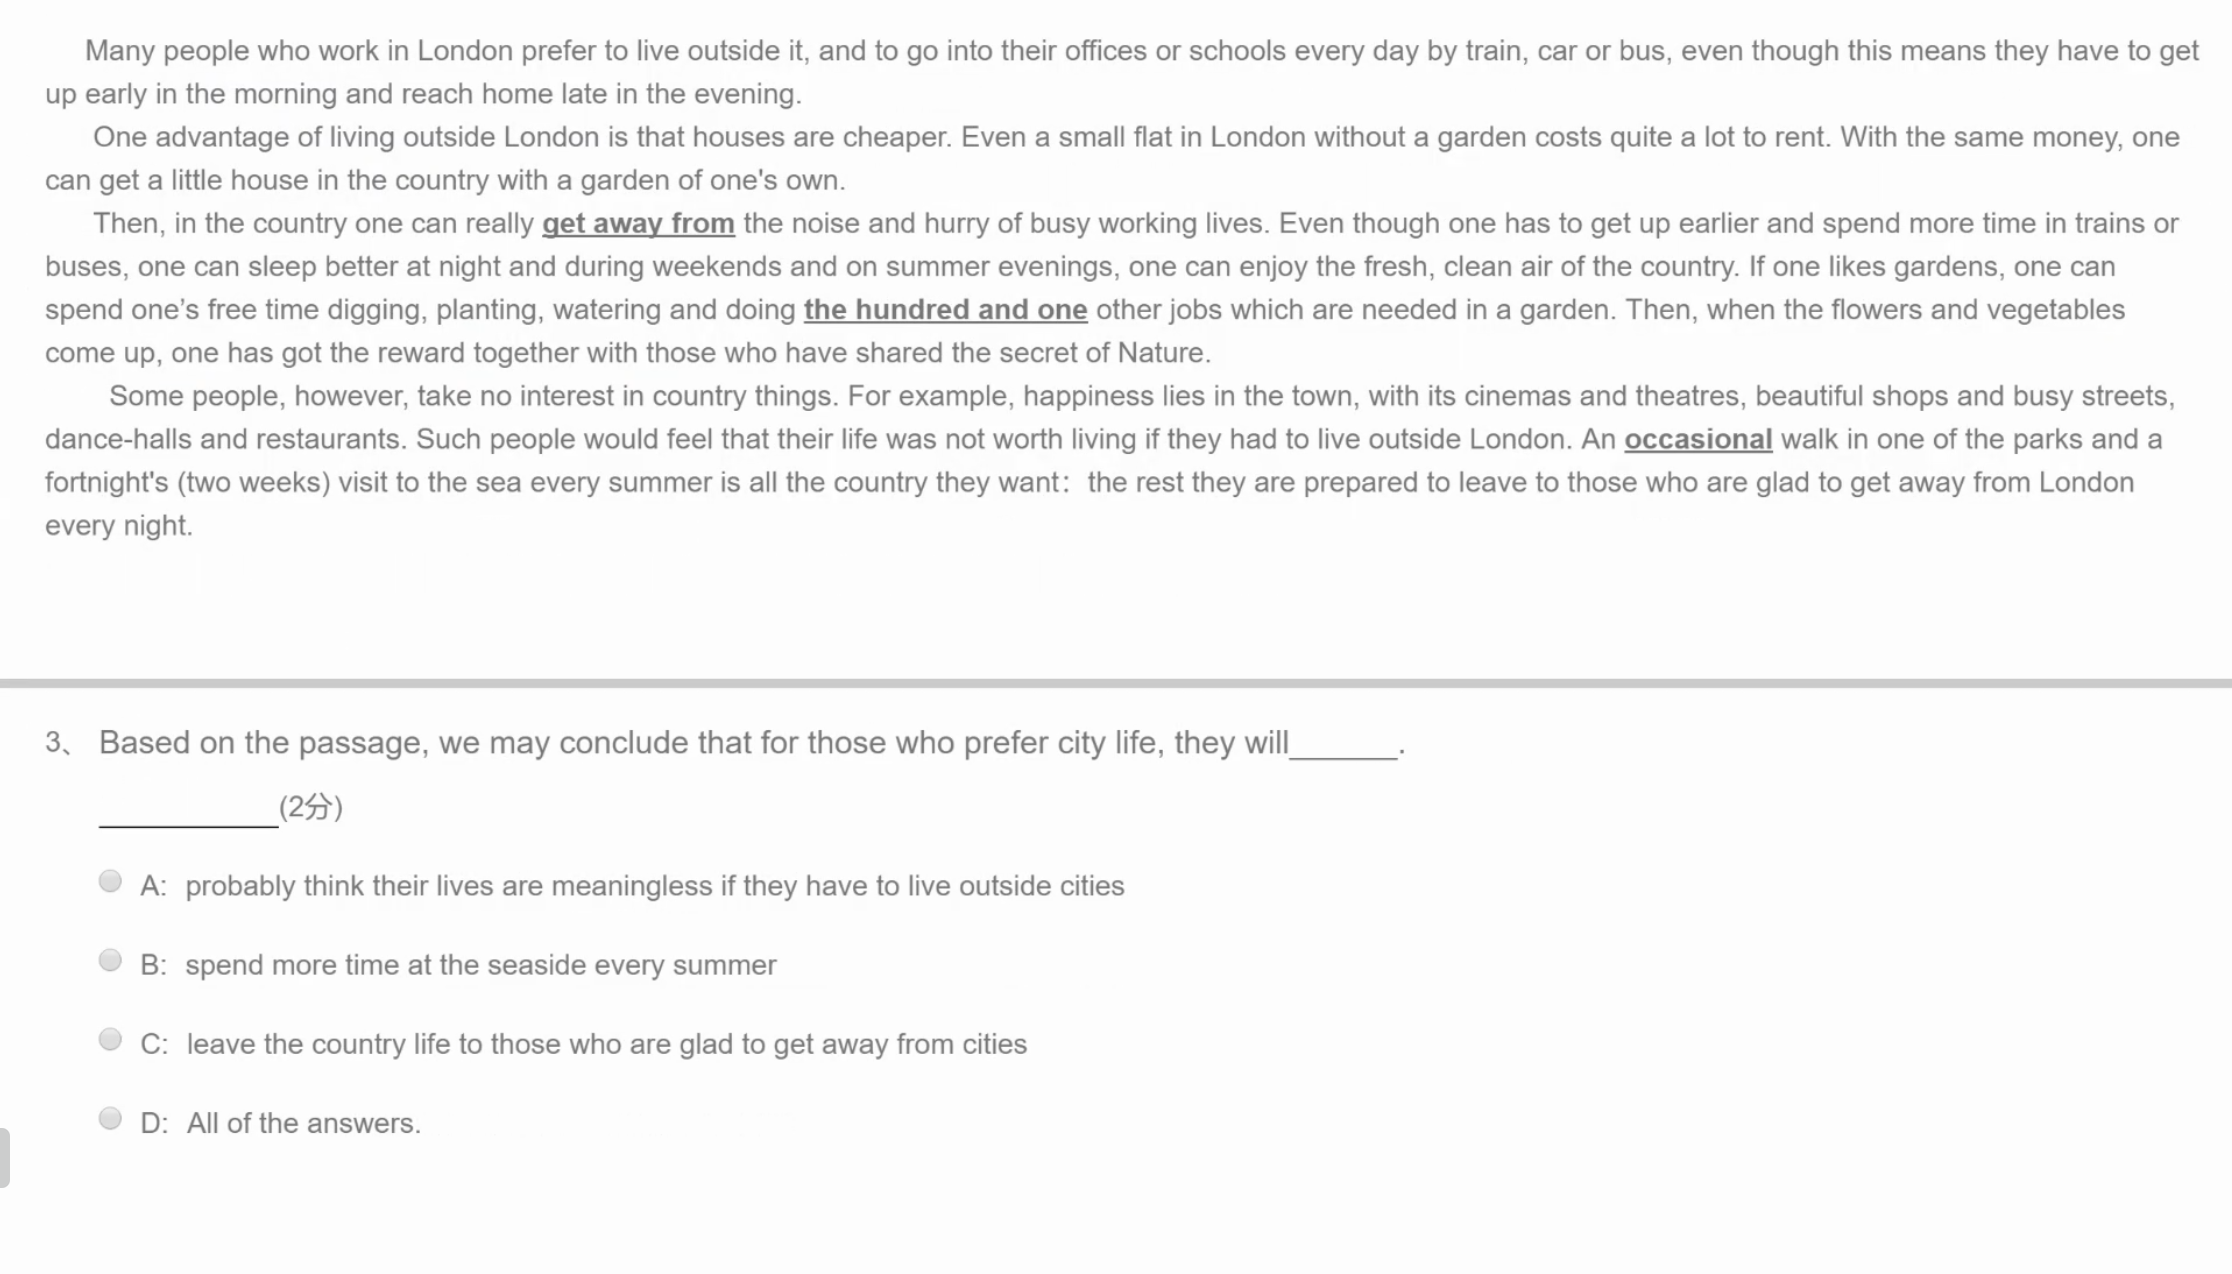 Many people who work in London prefer to live outside it, and to go into their offices or schools every day by train, car or bus, even though this means they have to get
up early in the morning and reach home late in the evening.
One advantage of living outside London is that houses are cheaper. Even a small flat in London without a garden costs quite a lot to rent. With the same money, one
can get a little house in the country with a garden of one's own.
Then, in the country one can really get away from the noise and hurry of busy working lives. Even though one has to get up earlier and spend more time in trains or
buses, one can sleep better at night and during weekends and on summer evenings, one can enjoy the fresh, clean air of the country. If one likes gardens, one can
spend one’s free time digging, planting, watering and doing the hundred and one other jobs which are needed in a garden. Then, when the flowers and vegetables
come up, one has got the reward together with those who have shared the secret of Nature.
Some people, however, take no interest in country things. For example, happiness lies in the town, with its cinemas and theatres, beautiful shops and busy streets,
dance-halls and restaurants. Such people would feel that their life was not worth living if they had to live outside London. An occasional walk in one of the parks and a
fortnight's (two weeks) visit to the sea every summer is all the country they want：the rest they are prepared to leave to those who are glad to get away from London
every night.
3、 Based on the passage, we may conclude that for those who prefer city life, they will______.
__________(2分)
A: probably think their lives are meaningless if they have to live outside cities
B: spend more time at the seaside every summer
C: leave the country life to those who are glad to get away from cities
D: All of the answers.